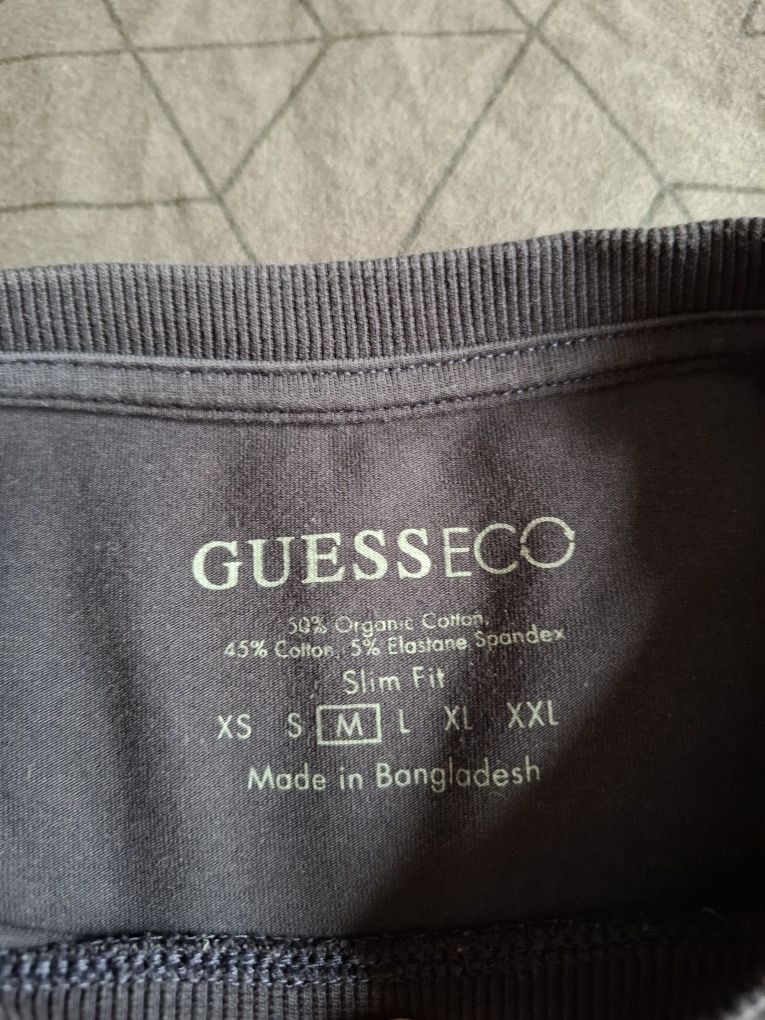 GUESSECO
50% Organic Cotton,
45% Cotton, 5% Elastane Spandex
Slim Fit
XS S M L XL XXL
Made in Bangladesh